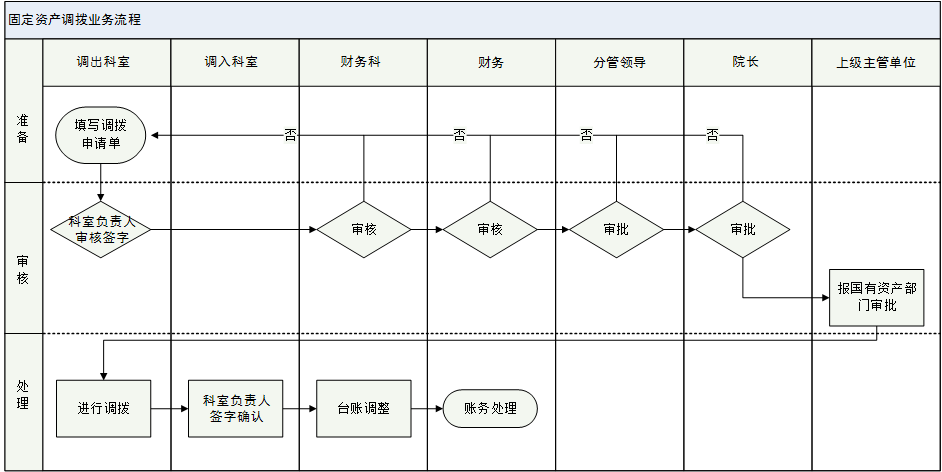 固定资产调拨业务流程
调出科室
调入科室
财务科
财务
分管领导
院长
上级主管单位
准
备
填写调拨
申请单
否
否
否
否
审
核
科室负责人
审核签字
审核
审核
审批
审批
报国有资产部
门审批
处
理
进行调拨
科室负责人
签字确认
台账调整
账务处理